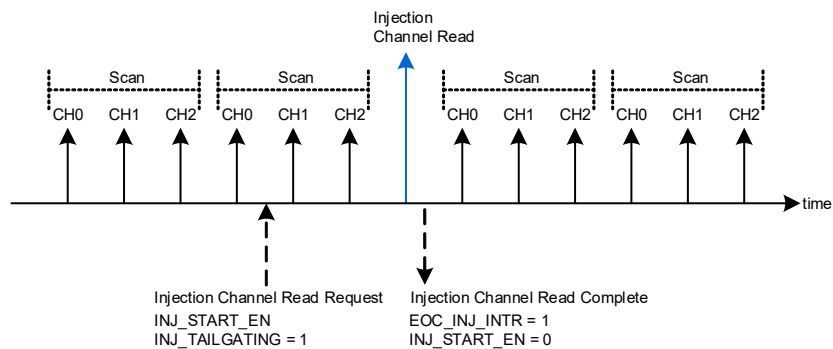 Injection
Channel Read
Scan Scan Scan Scan
CH0 CH1 CH2 CH0 CH1 CH2 CH0 CH1 CH2 CH0 CH1 CH2
time
Injection Channel Read Request
INJ_START_EN
INJ_TAILGATING = 1
Injection Channel Read Complete
EOC_INJ_INTR = 1
INJ_START_EN = 0